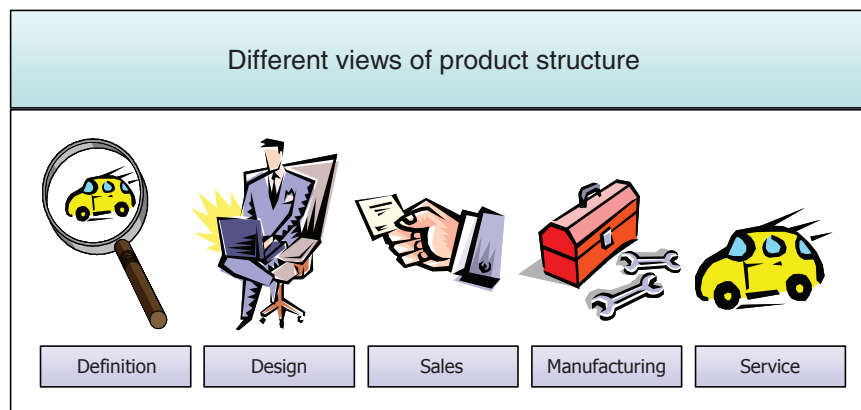 Different views of product structure
Definition
Design
Sales
Manufacturing
Service